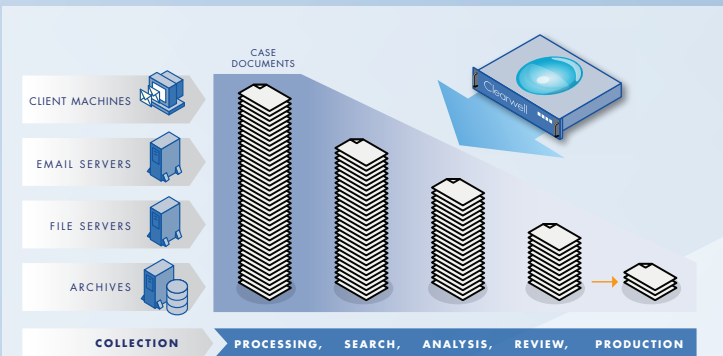 CASE
DOCUMENTS
Clearwell
CLIENT MACHINES
EMAIL SERVERS
FILE SERVERS
ARCHIVES
COLLECTION
PROCESSING, SEARCH, ANALYSIS, REVIEW, PRODUCTION